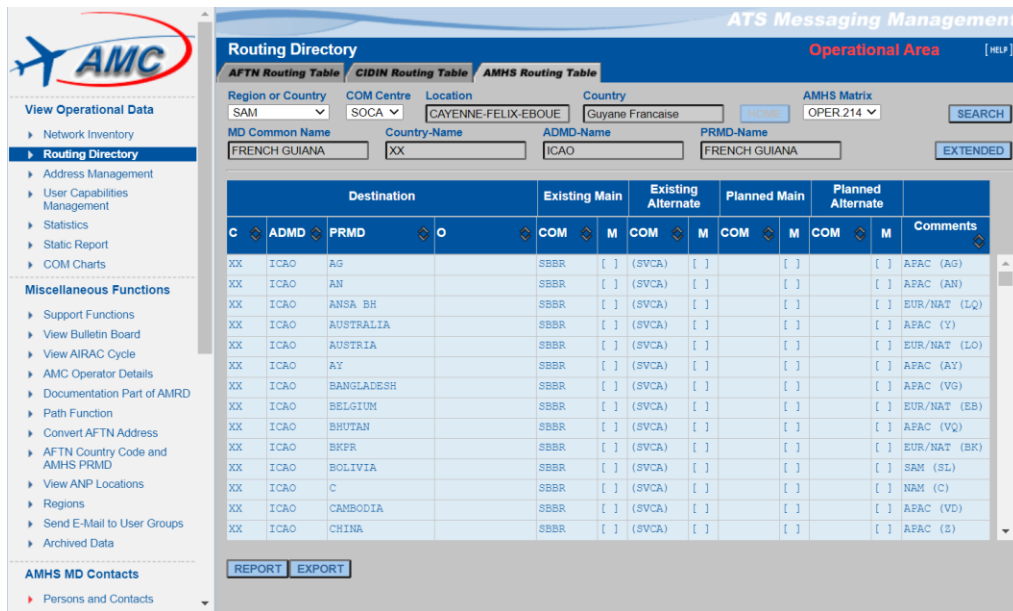 ATS Messaging Management
AMC
Routing Directory
Operational Area
[HELP]
AFTN Routing Table
CIDIN Routing Table
AMHS Routing Table
View Operational Data
Network Inventory
Routing Directory
Address Management
User Capabilities
Management
Statistics
Static Report
COM Charts
Miscellaneous Functions
Support Functions
View Bulletin Board
View AIRAC Cycle
AMC Operator Details
Documentation Part of AMRD
Path Function
Convert AFTN Address
AFTN Country Code and
AMHS PRMD
View ANP Locations
Regions
Send E-Mail to User Groups
Archived Data
AMHS MD Contacts
Persons and Contacts
Region or Country COM Centre Location Country AMHS Matrix
SAM SOCA CAYENNE-FELIX-EBOUE Guyane Francaise HOME OPER.214 SEARCH
MD Common Name Country-Name ADMD-Name PRMD-Name
FRENCH GUIANA XX ICAO FRENCH GUIANA EXTENDED
Destination Existing Main Existing Alternate Planned Main Planned Alternate
C ADMD PRMD O COM M COM M COM M COM M Comments
XX ICAO AG SBBR [ ] (SVCA) [ ] [ ] [ ] APAC (AG)
XX ICAO AN SBBR [ ] (SVCA) [ ] [ ] [ ] APAC (AN)
XX ICAO ANSA BH SBBR [ ] (SVCA) [ ] [ ] [ ] EUR/NAT (LQ)
XX ICAO AUSTRALIA SBBR [ ] (SVCA) [ ] [ ] [ ] APAC (Y)
XX ICAO AUSTRIA SBBR [ ] (SVCA) [ ] [ ] [ ] EUR/NAT (LO)
XX ICAO AY SBBR [ ] (SVCA) [ ] [ ] [ ] APAC (AY)
XX ICAO BANGLADESH SBBR [ ] (SVCA) [ ] [ ] [ ] APAC (VG)
XX ICAO BELGIUM SBBR [ ] (SVCA) [ ] [ ] [ ] EUR/NAT (EB)
XX ICAO BHUTAN SBBR [ ] (SVCA) [ ] [ ] [ ] APAC (VQ)
XX ICAO BKPR SBBR [ ] (SVCA) [ ] [ ] [ ] EUR/NAT (BK)
XX ICAO BOLIVIA SBBR [ ] (SVCA) [ ] [ ] [ ] SAM (SL)
XX ICAO C SBBR [ ] (SVCA) [ ] [ ] [ ] NAM (C)
XX ICAO CAMBODIA SBBR [ ] (SVCA) [ ] [ ] [ ] APAC (VD)
XX ICAO CHINA SBBR [ ] (SVCA) [ ] [ ] [ ] APAC (Z)
REPORT EXPORT